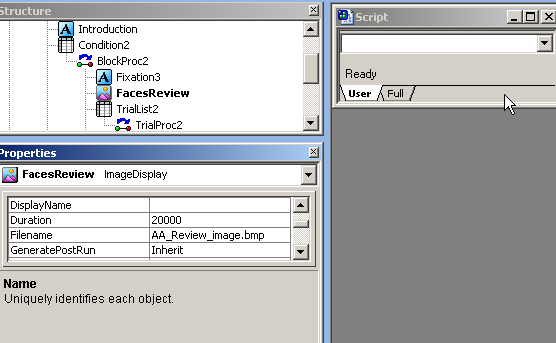 Structure
Introduction
Condition2
BlockProc2
Fixation3
FacesReview
TrialList2
TrialProc2
Properties
FacesReview ImageDisplay
DisplayName
Duration 20000
Filename AA_Review_image.bmp
GeneratePostRun Inherit
Name
Uniquely identifies each object.
Script
Ready
User Full